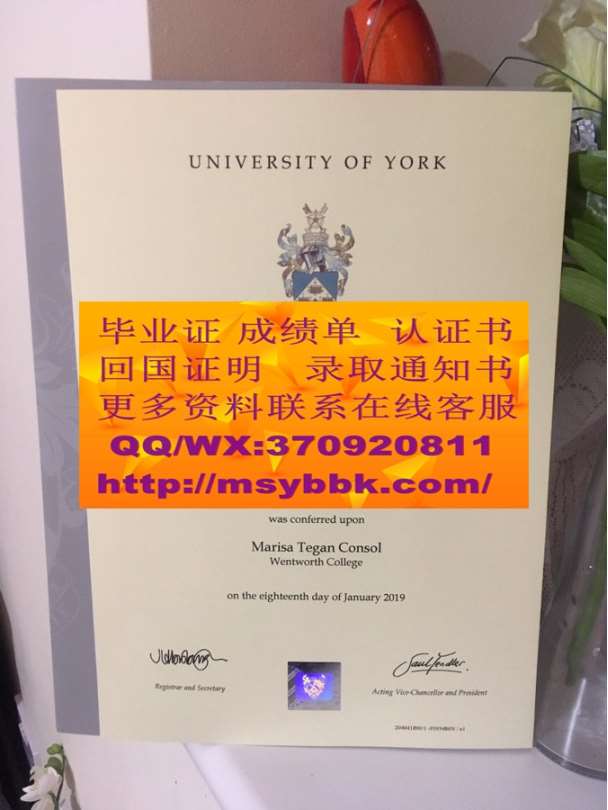 UNIVERSITY OF YORK
毕业证 成绩单 认证书
回国证明 录取通知书
更多资料联系在线客服
QQ/WX:370920811
http://msybbk.com/
was conferred upon
Marisa Tegan Consol
Wentworth College
on the eighteenth day of January 2019
Registrar and Secretary
Acting Vice-Chancellor and President